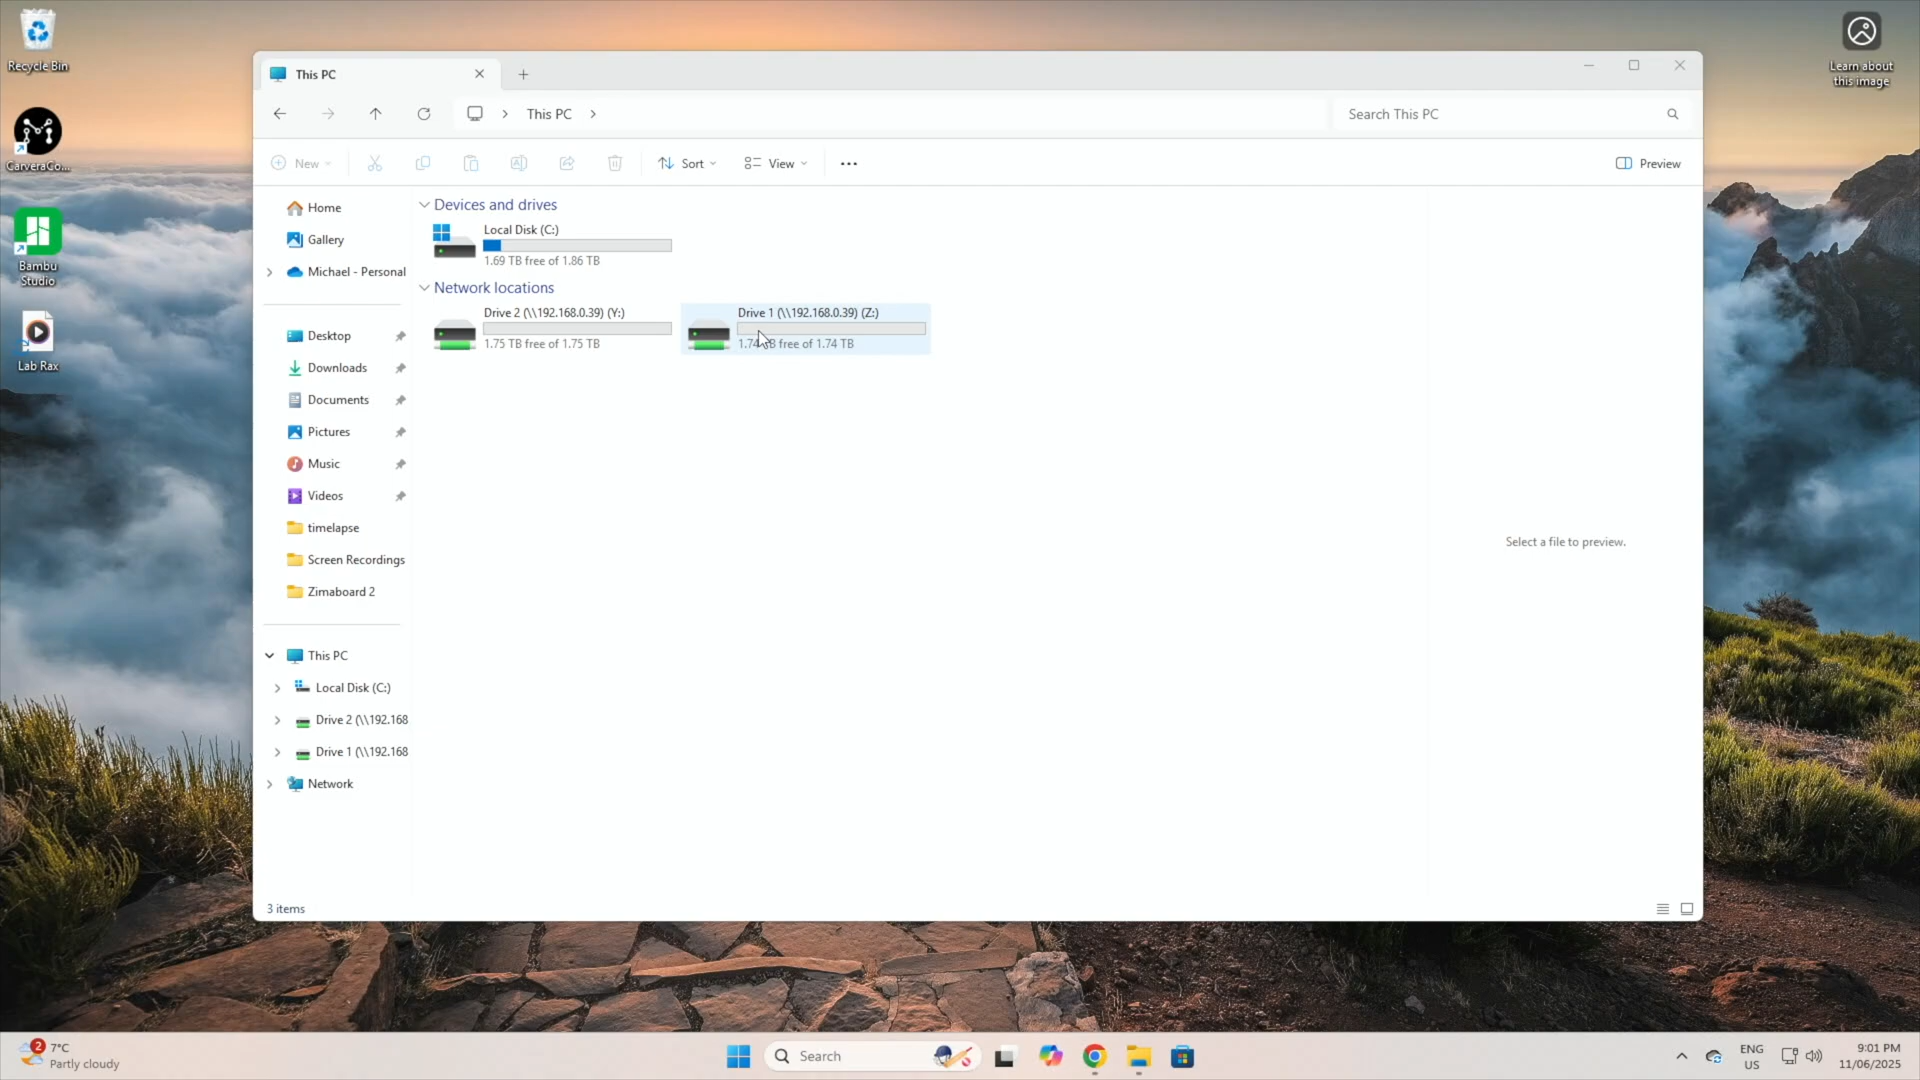 Recycle Bin
CarveraCo...
Bambu
Studio
Lab Rax
Learn about
this image
This PC
This PC
Search This PC
New
Sort
View
Preview
Home
Gallery
Michael - Personal
Desktop
Downloads
Documents
Pictures
Music
Videos
timelapse
Screen Recordings
Zimaboard 2
This PC
Local Disk (C:)
Drive 2 (\\192.168
Drive 1 (\\192.168
Network
Devices and drives
Local Disk (C:)
1.69 TB free of 1.86 TB
Network locations
Drive 2 (\\192.168.0.39) (Y:)
1.75 TB free of 1.75 TB
Drive 1 (\\192.168.0.39) (Z:)
1.74 TB free of 1.74 TB
Select a file to preview.
3 items
2
7°C
Partly cloudy
Search
ENG
US
9:01 PM
11/06/2025